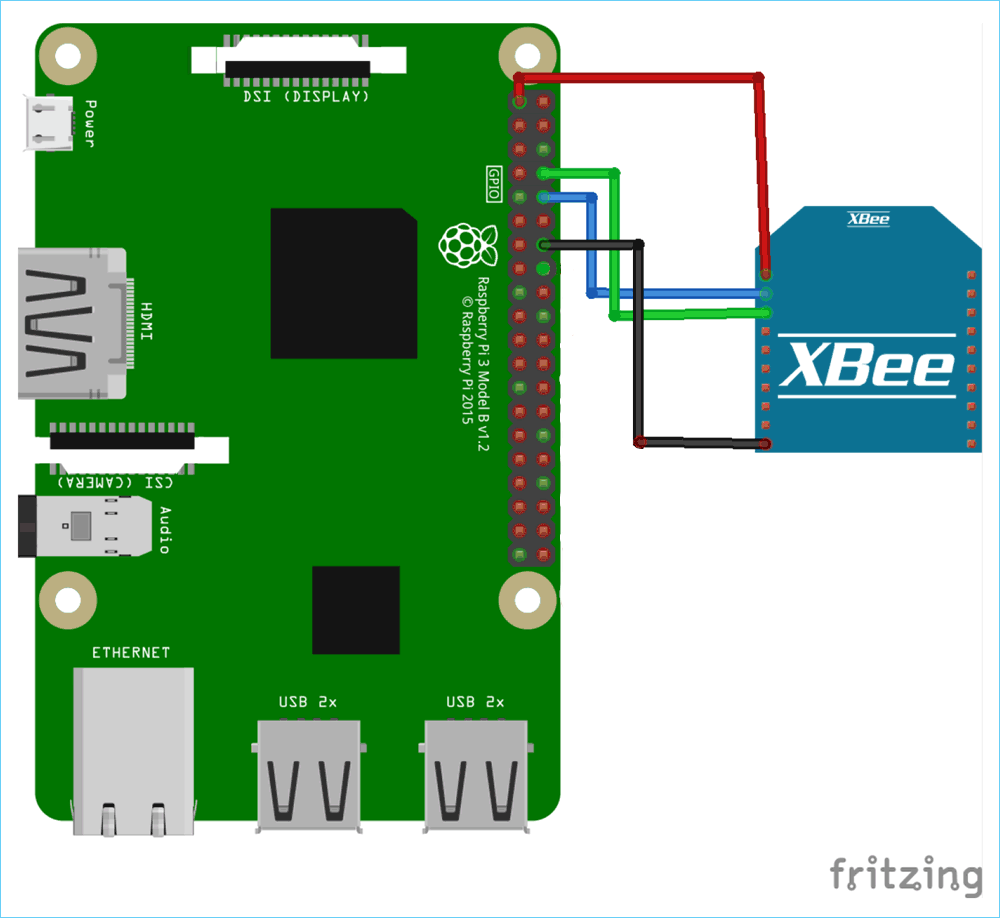 DSI (DISPLAY)
Power
GPIO
XBee
HDMI
Raspberry Pi 3 Model B v1.2
© Raspberry Pi 2015
XBee
CSI (CAMERA)
Audio
ETHERNET
USB 2x
USB 2x
fritzing